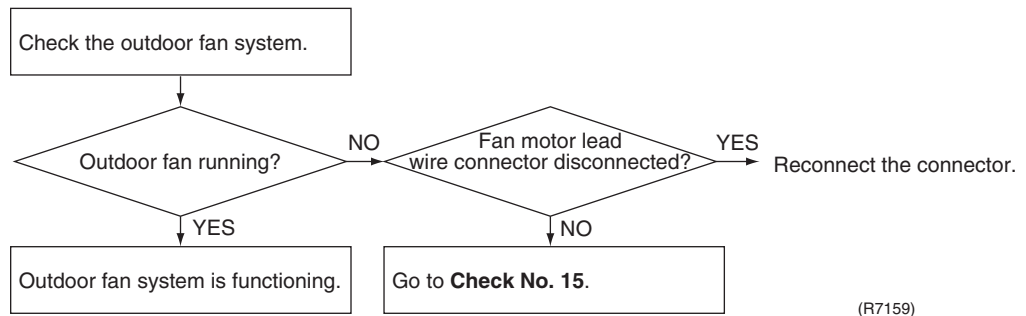 Check the outdoor fan system.
Outdoor fan running?
NO
Fan motor lead
wire connector disconnected?
YES
Reconnect the connector.
YES
NO
Outdoor fan system is functioning.
Go to Check No. 15.
(R7159)